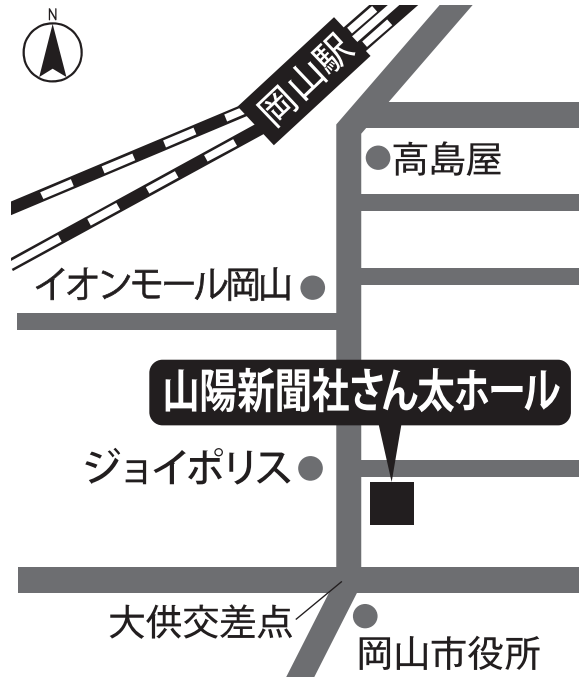 N
岡山駅
高島屋
イオンモール岡山
山陽新聞社さん太ホール
ジョイポリス
大供交差点
岡山市役所